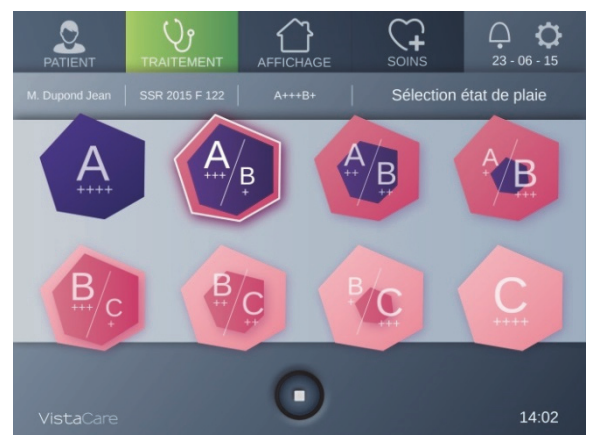 PATIENT TRAITEMENT AFFICHAGE SOINS 23 - 06 - 15
M. Dupond Jean SSR 2015 F 122 A+++B+ Sélection état de plaie
A ++++ A +++ / B + A ++ / B ++ A + / B +++
B +++ / C + B ++ / C ++ B + / C +++ C ++++
VistaCare 14:02